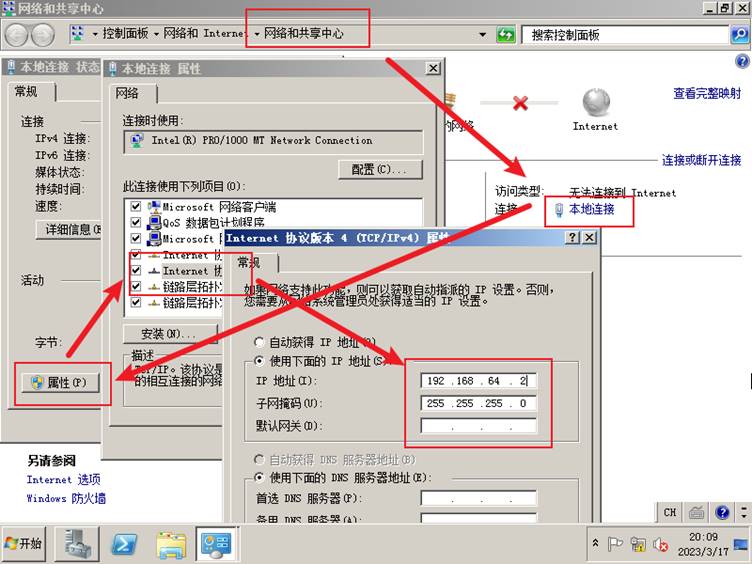 网络和共享中心
控制面板 网络和 Internet 网络和共享中心
搜索控制面板
本地连接 状态
常规
连接
IPv4 连接:
IPv6 连接:
媒体状态:
持续时间:
速度:
详细信息(E
活动
字节:
属性(P)
本地连接 属性
网络
连接时使用:
Intel(R) PRO/1000 MT Network Connection
配置(C)...
此连接使用下列项目(O):
Microsoft 网络客户端
QoS 数据包计划程序
Microsoft
Internet 协
Internet 协
链路层拓扑
链路层拓扑
安装(N)...
描述
TCP/IP。该协议是
的相互连接的网络
查看完整映射
的网络
Internet
连接或断开连接
访问类型:
无法连接到 Internet
连接:
本地连接
Internet 协议版本 4 (TCP/IPv4) 属性
常规
如果网络支持此功能，则可以获取自动指派的 IP 设置。否则，
您需要从网络系统管理员处获得适当的 IP 设置。
自动获得 IP 地址(O)
使用下面的 IP 地址(S):
IP 地址(I):
192 .168 .64 . 2
子网掩码(U):
255 .255 .255 . 0
默认网关(D):
. . .
自动获得 DNS 服务器地址(B)
使用下面的 DNS 服务器地址(E):
首选 DNS 服务器(P):
. . .
备用 DNS 服务器(A):
另请参阅
Internet 选项
Windows 防火墙
开始
CH
20:09
2023/3/17